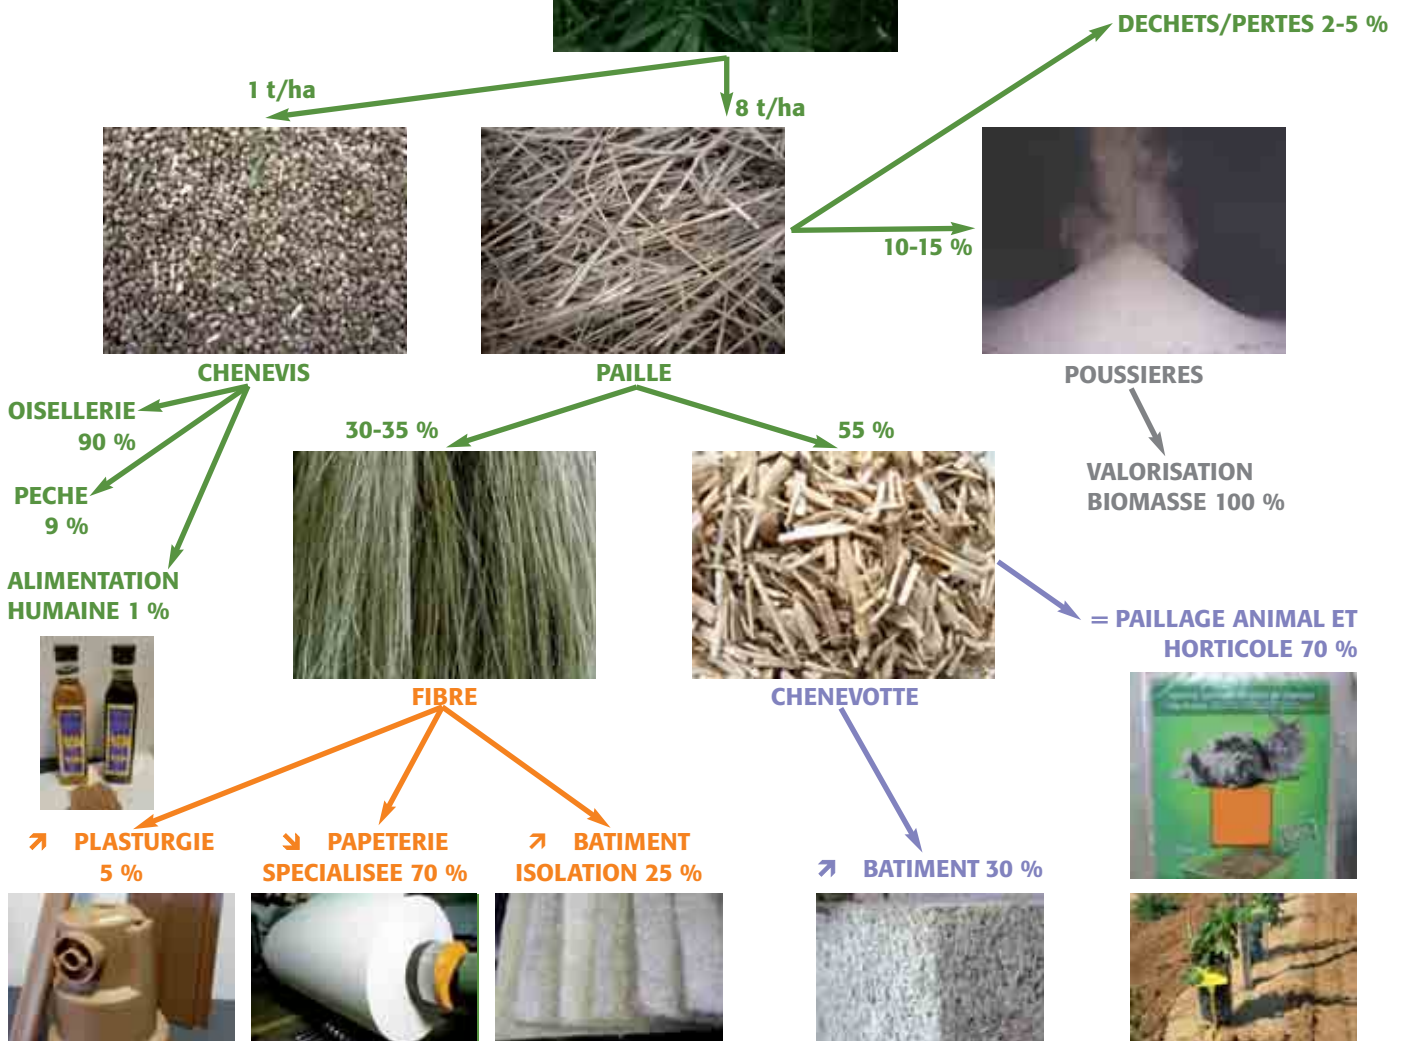 DECHETS/PERTES 2-5 %
1 t/ha
8 t/ha
10-15 %
CHENEVIS
PAILLE
POUSSIERES
OISELLERIE
90 %
30-35 %
55 %
VALORISATION
BIOMASSE 100 %
PECHE
9 %
ALIMENTATION
HUMAINE 1 %
= PAILLAGE ANIMAL ET
HORTICOLE 70 %
FIBRE
CHENEVOTTE
↗ PLASTURGIE
5 %
↘ PAPETERIE
SPECIALISEE 70 %
↗ BATIMENT
ISOLATION 25 %
↗ BATIMENT 30 %